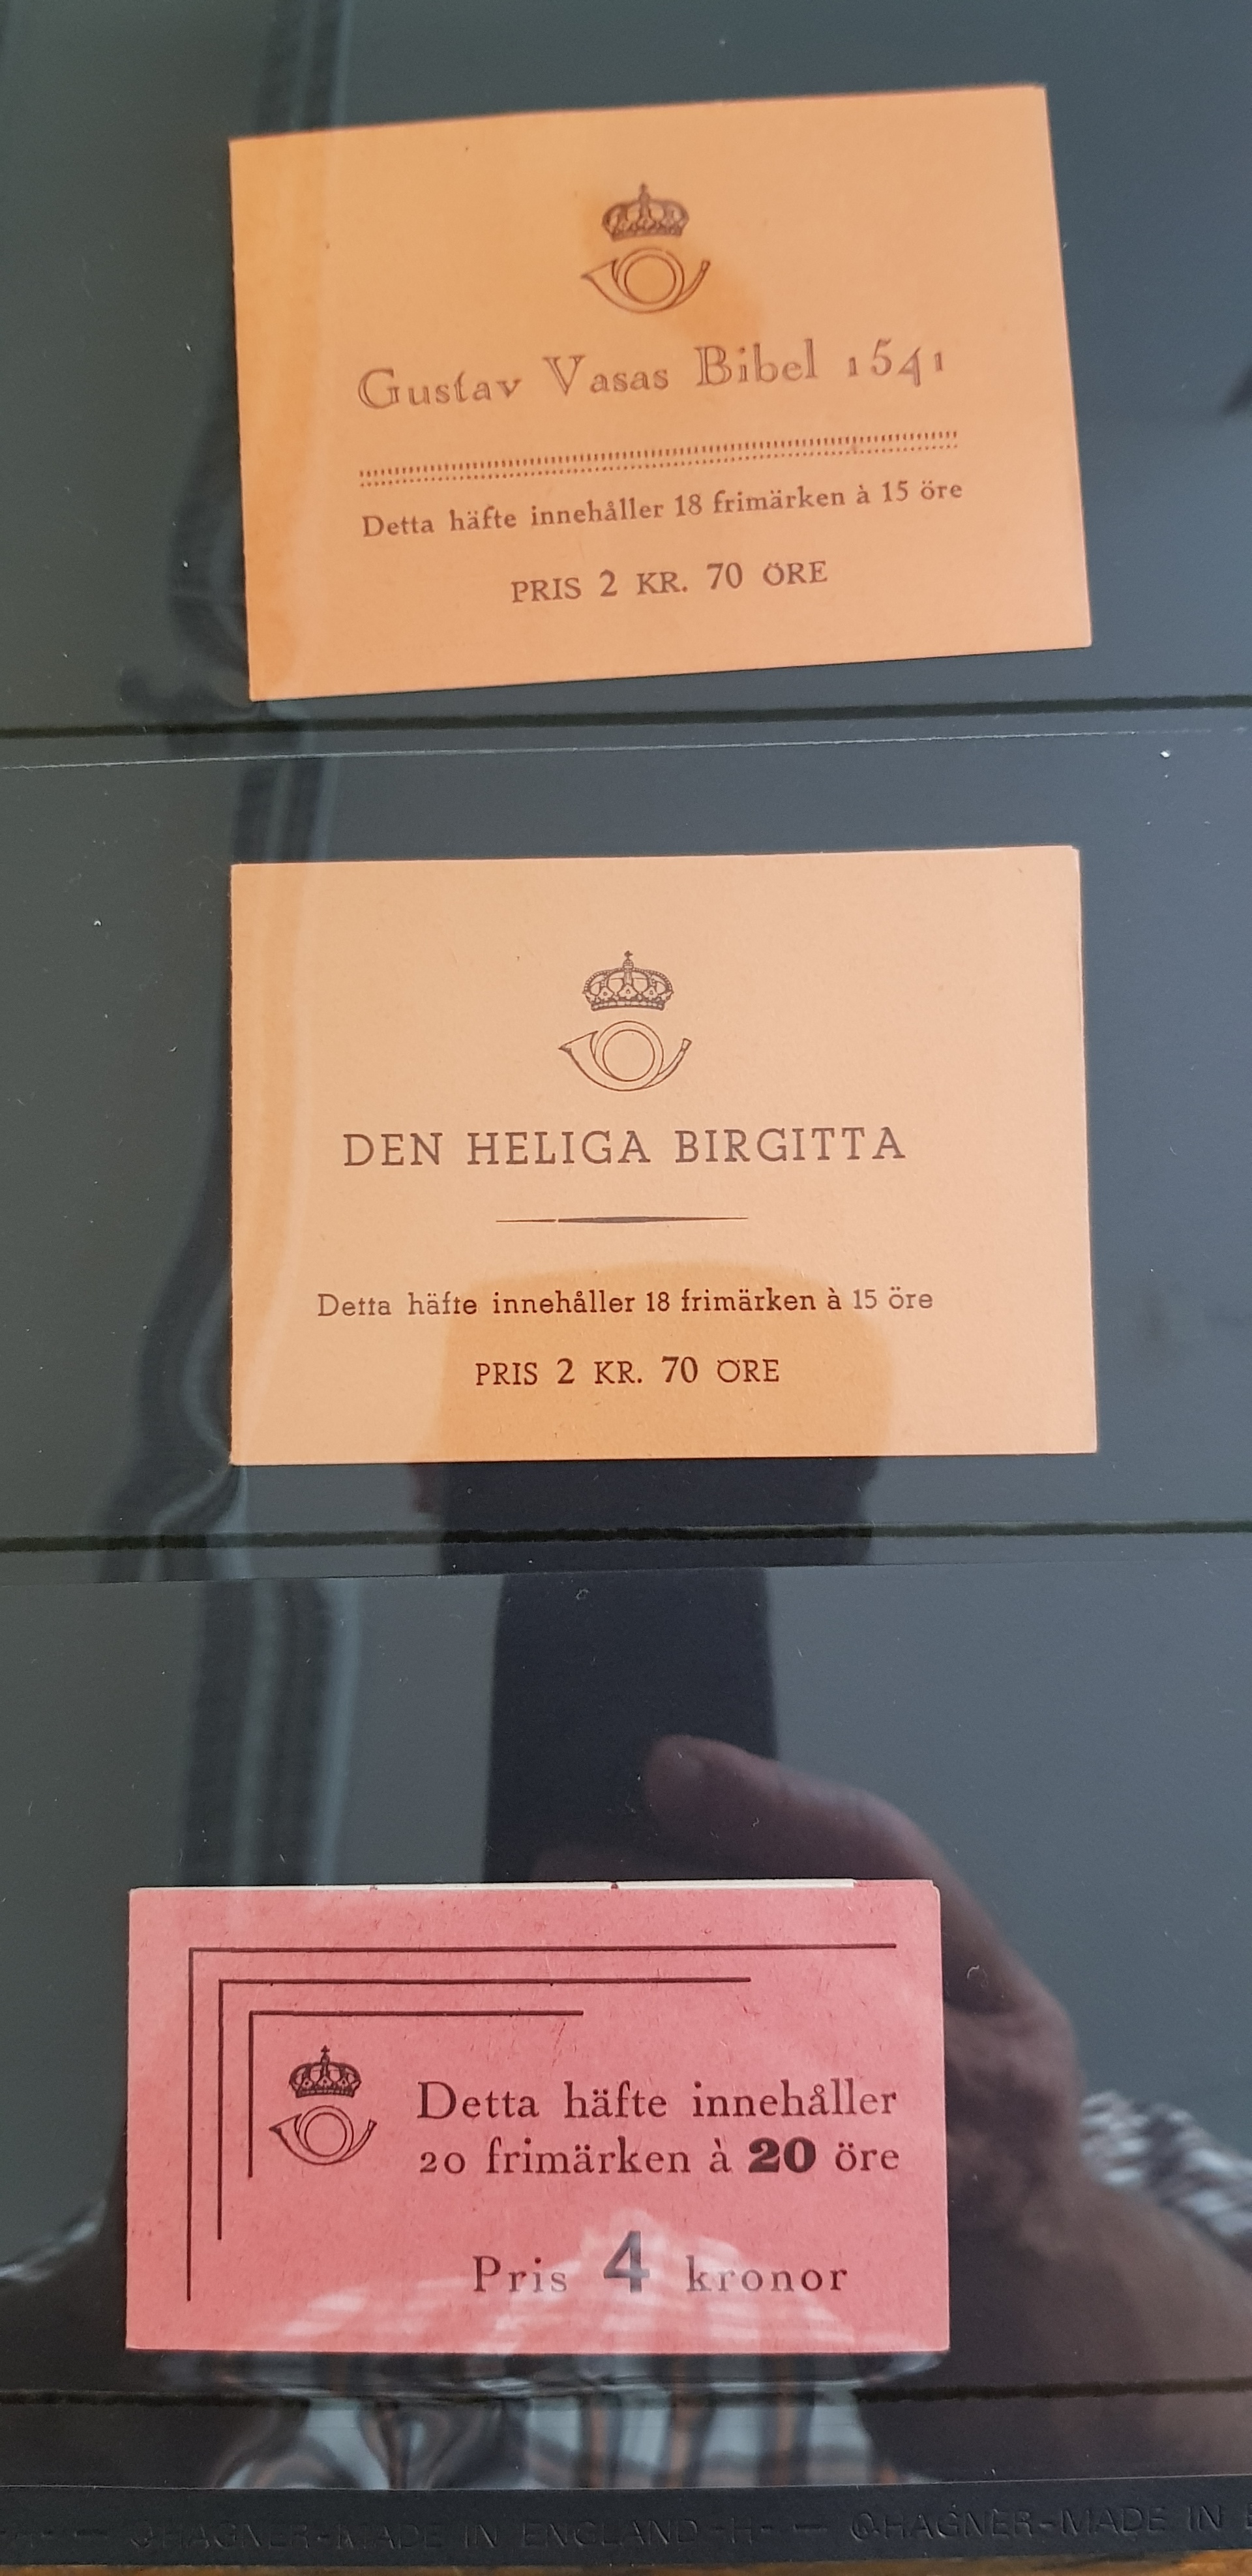 Gustav Vasas Bibel 1541
Detta häfte innehåller 18 frimärken à 15 öre
PRIS 2 KR. 70 ÖRE
DEN HELIGA BIRGITTA
Detta häfte innehåller 18 frimärken à 15 öre
PRIS 2 KR. 70 ÖRE
Detta häfte innehåller
20 frimärken à 20 öre
Pris 4 kronor
HAGNER-MADE IN ENGLAND-H- — HAGNER-MADE IN